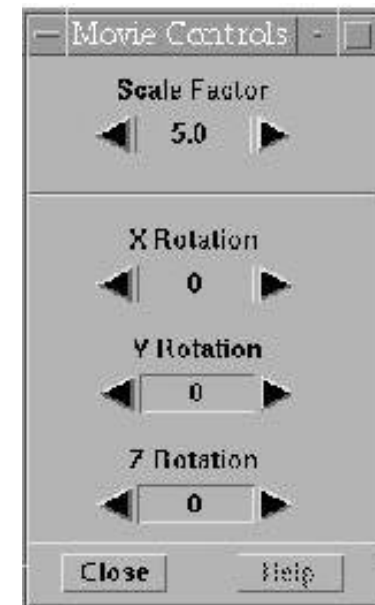 Movie Controls
Scale Factor
5.0
X Rotation
0
Y Rotation
0
Z Rotation
0
Close Help